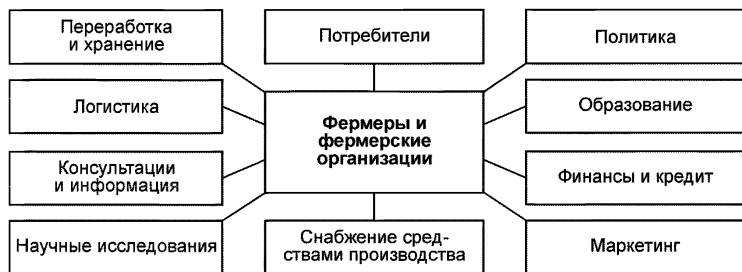 Переработка
и хранение
Потребители
Политика
Логистика
Фермеры и
фермерские
организации
Образование
Консультации
и информация
Финансы и кредит
Научные исследования
Снабжение сред-
ствами производства
Маркетинг